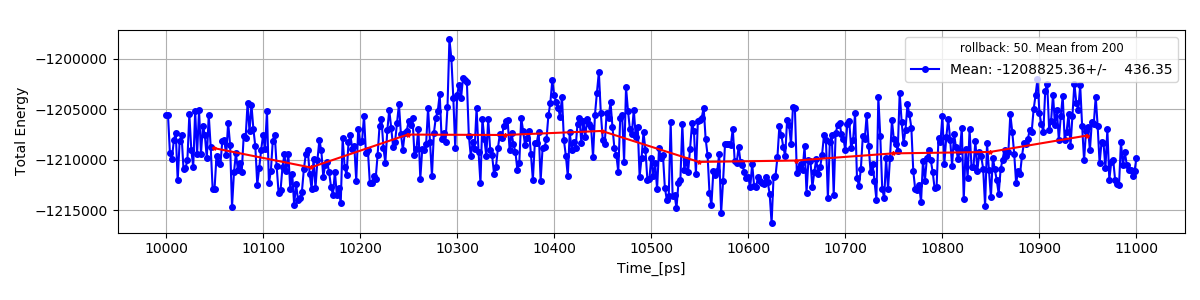 rollback: 50. Mean from 200
Mean: -1208825.36+/-    436.35
Total Energy
−1200000
−1205000
−1210000
−1215000
10000 10100 10200 10300 10400 10500 10600 10700 10800 10900 11000
Time_[ps]